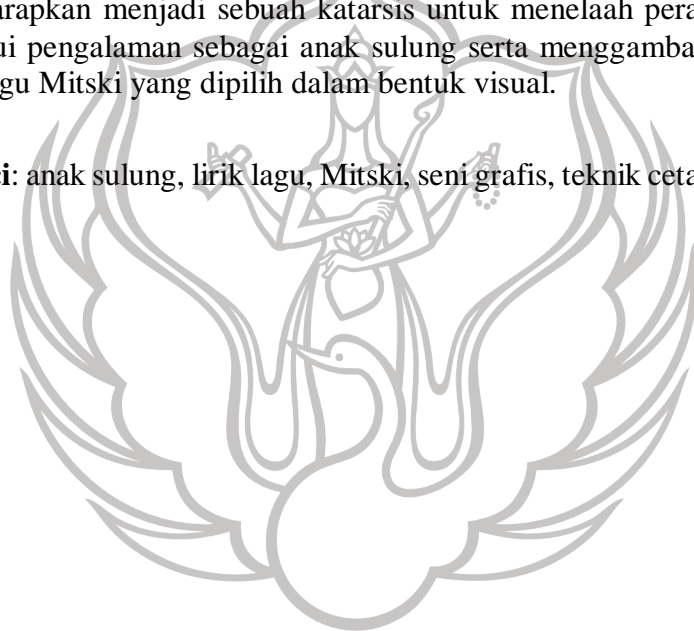 arapkan menjadi sebuah katarsis untuk menelaah pera
ui pengalaman sebagai anak sulung serta menggamba
gu Mitski yang dipilih dalam bentuk visual.
i: anak sulung, lirik lagu, Mitski, seni grafis, teknik ceta